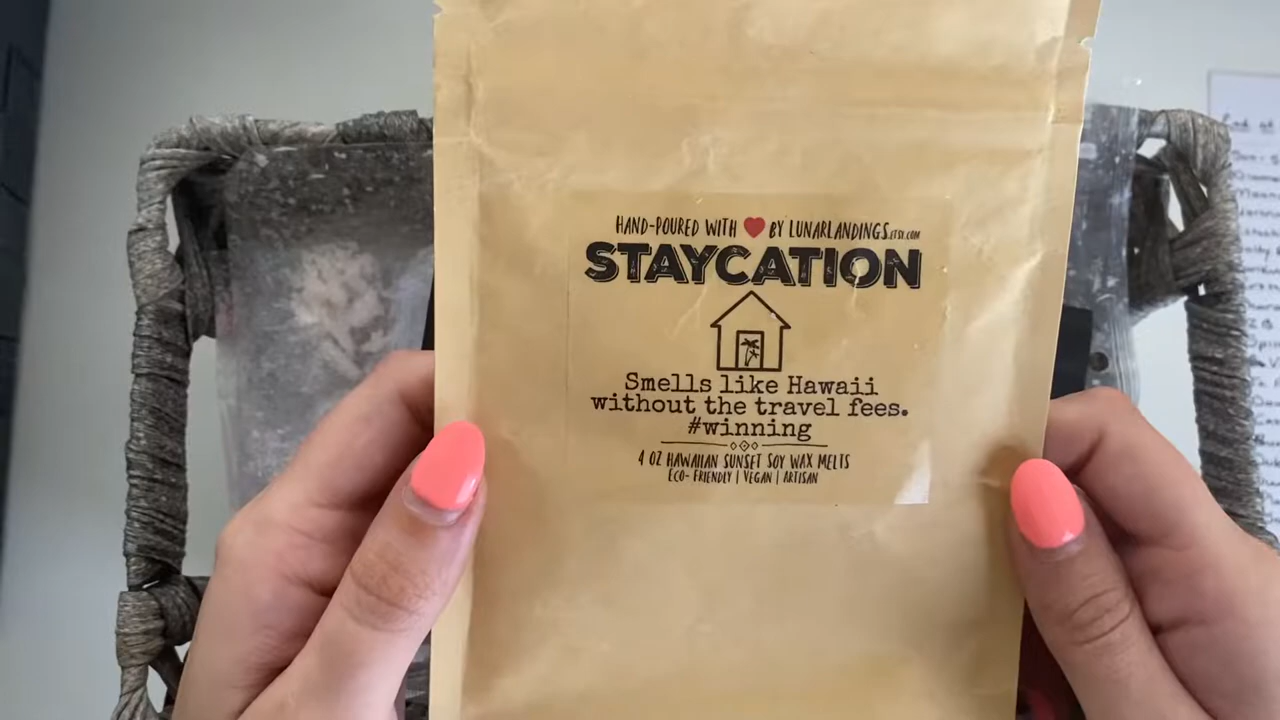 HAND-POURED WITH ❤ BY LUNARLANDINGS.ETSY.COM
STAYCATION
Smells like Hawaii
without the travel fees.
#winning
4 OZ HAWAIIAN SUNSET SOY WAX MELTS
ECO- FRIENDLY | VEGAN | ARTISAN